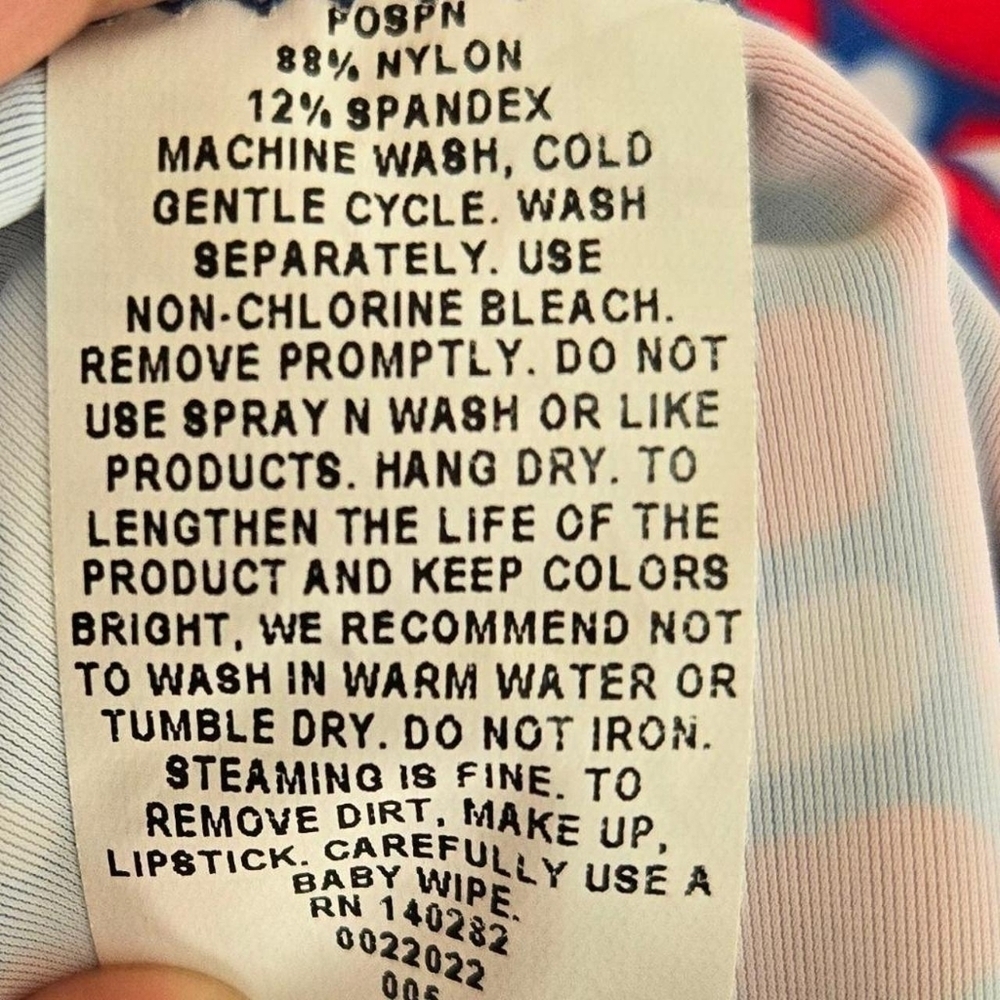 POSPN
88% NYLON
12% SPANDEX
MACHINE WASH, COLD
GENTLE CYCLE. WASH
SEPARATELY. USE
NON-CHLORINE BLEACH.
REMOVE PROMPTLY. DO NOT
USE SPRAY N WASH OR LIKE
PRODUCTS. HANG DRY. TO
LENGTHEN THE LIFE OF THE
PRODUCT AND KEEP COLORS
BRIGHT, WE RECOMMEND NOT
TO WASH IN WARM WATER OR
TUMBLE DRY. DO NOT IRON.
STEAMING IS FINE. TO
REMOVE DIRT, MAKE UP,
LIPSTICK. CAREFULLY USE A
BABY WIPE.
RN 140282
0022022